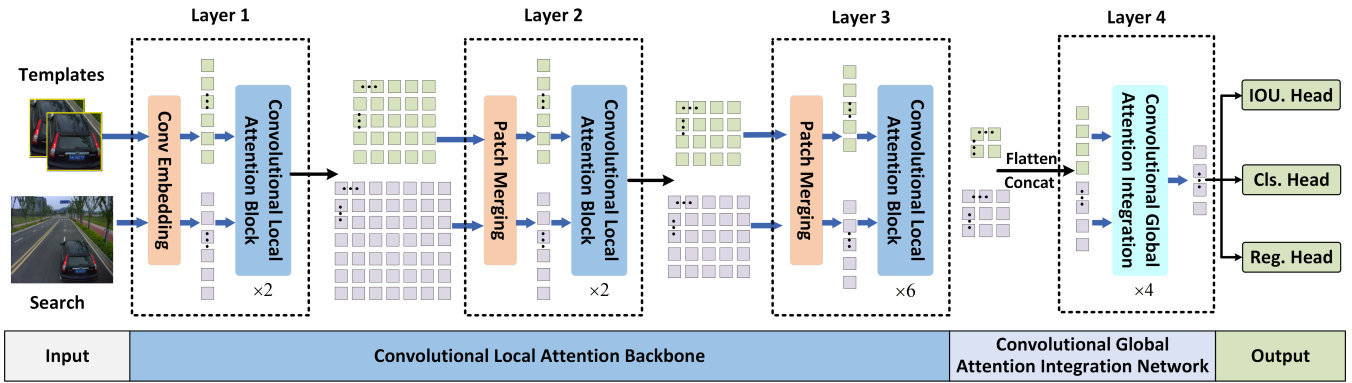 Layer 1
Layer 2
Layer 3
Layer 4
Templates
Search
Conv Embedding
Convolutional Local
Attention Block
×2
Patch Merging
Convolutional Local
Attention Block
×2
Patch Merging
Convolutional Local
Attention Block
×6
Flatten
Concat
Convolutional Global
Attention Integration
×4
IOU. Head
Cls. Head
Reg. Head
Input
Convolutional Local Attention Backbone
Convolutional Global
Attention Integration Network
Output